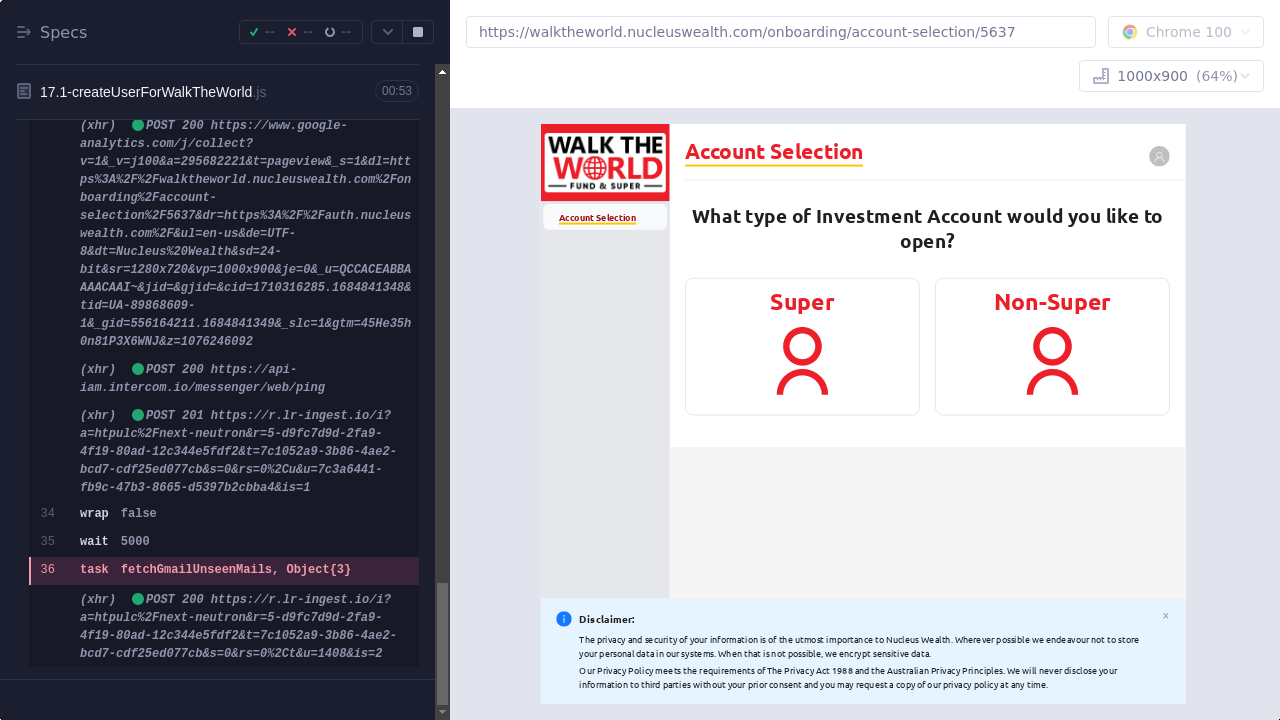 Specs
--
--
--
17.1-createUserForWalkTheWorld.js
00:53
(xhr) POST 200 https://www.google-
analytics.com/j/collect?
v=1&_v=j100&a=295682221&t=pageview&_s=1&dl=htt
ps%3A%2F%2Fwalktheworld.nucleuswealth.com%2Fon
boarding%2Faccount-
selection%2F5637&dr=https%3A%2F%2Fauth.nucleus
wealth.com%2F&ul=en-us&de=UTF-
8&dt=Nucleus%20Wealth&sd=24-
bit&sr=1280x720&vp=1000x900&je=0&_u=QCCACEABBA
AAACAAI~&jid=&gjid=&cid=1710316285.1684841348&
tid=UA-89868609-
1&_gid=556164211.1684841349&_slc=1&gtm=45He35h
0n81P3X6WNJ&z=1076246092
(xhr) POST 200 https://api-
iam.intercom.io/messenger/web/ping
(xhr) POST 201 https://r.lr-ingest.io/i?
a=htpulc%2Fnext-neutron&r=5-d9fc7d9d-2fa9-
4f19-80ad-12c344e5fdf2&t=7c1052a9-3b86-4ae2-
bcd7-cdf25ed077cb&s=0&rs=0%2Cu&u=7c3a6441-
fb9c-47b3-8665-d5397b2cbba4&is=1
34 wrap false
35 wait 5000
36 task fetchGmailUnseenMails, Object{3}
(xhr) POST 200 https://r.lr-ingest.io/i?
a=htpulc%2Fnext-neutron&r=5-d9fc7d9d-2fa9-
4f19-80ad-12c344e5fdf2&t=7c1052a9-3b86-4ae2-
bcd7-cdf25ed077cb&s=0&rs=0%2Ct&u=1408&is=2
https://walktheworld.nucleuswealth.com/onboarding/account-selection/5637
Chrome 100
1000x900 (64%)
WALK THE
WORLD
FUND & SUPER
Account Selection
Account Selection
What type of Investment Account would you like to
open?
Super
Non-Super
Disclaimer:
The privacy and security of your information is of the utmost importance to Nucleus Wealth. Wherever possible we endeavour not to store
your personal data in our systems. When that is not possible, we encrypt sensitive data.
Our Privacy Policy meets the requirements of The Privacy Act 1988 and the Australian Privacy Principles. We will never disclose your
information to third parties without your prior consent and you may request a copy of our privacy policy at any time.